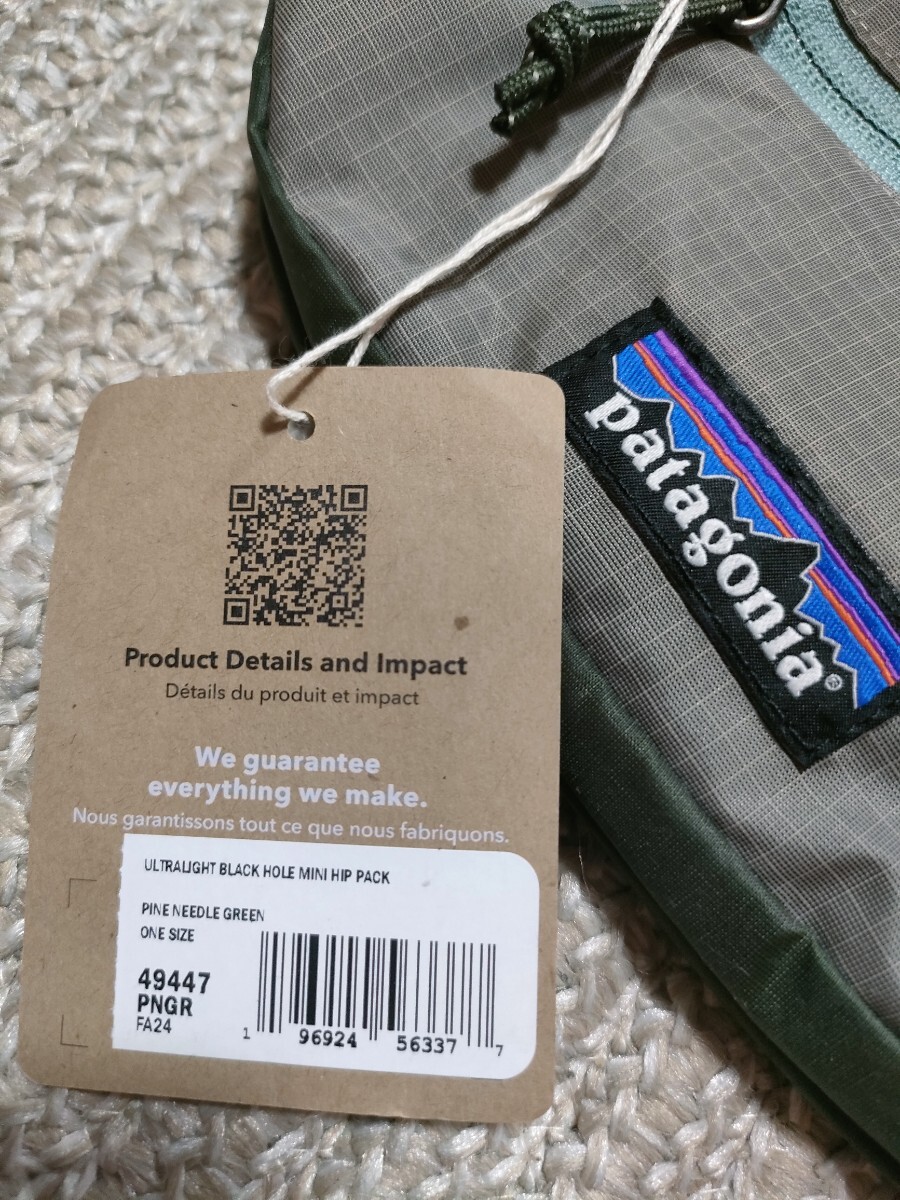 patagonia®
Product Details and Impact
Détails du produit et impact
We guarantee
everything we make.
Nous garantissons tout ce que nous fabriquons.
ULTRALIGHT BLACK HOLE MINI HIP PACK
PINE NEEDLE GREEN
ONE SIZE
49447
PNGR
FA24
1 96924 56337 7